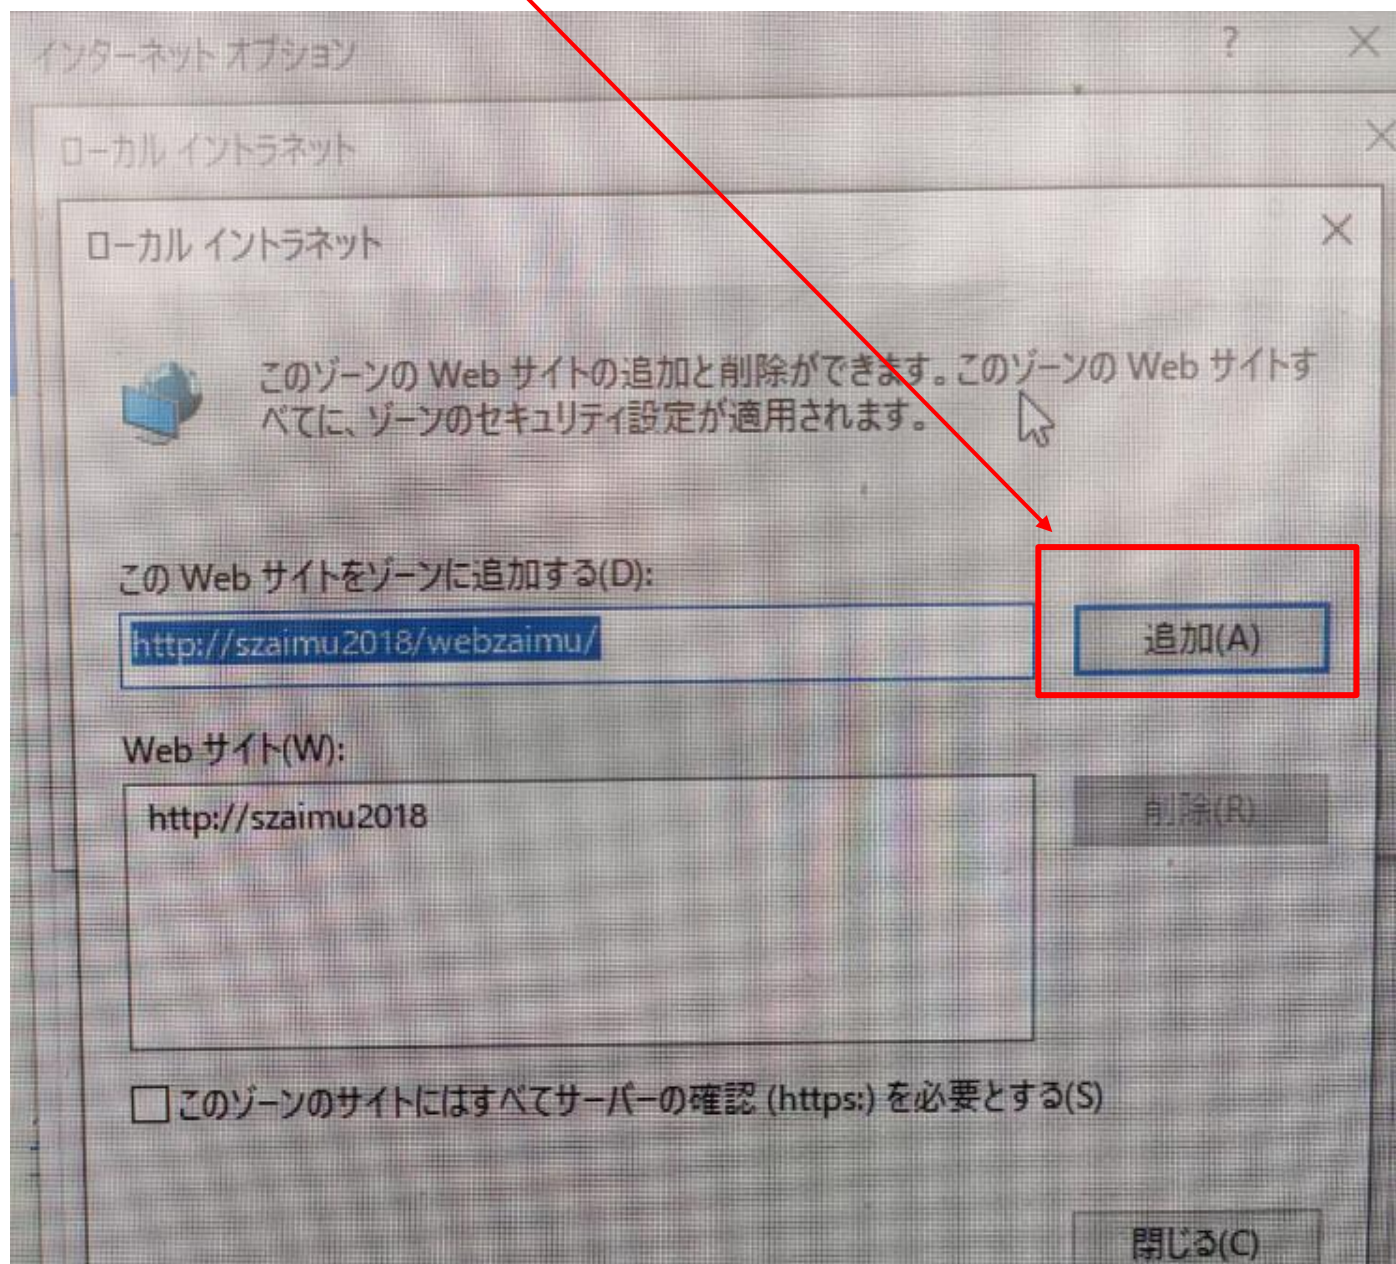 インターネット オプション
ローカル イントラネット
ローカル イントラネット
このゾーンの Web サイトの追加と削除ができます。このゾーンの Web サイトす
べてに、ゾーンのセキュリティ設定が適用されます。
この Web サイトをゾーンに追加する(D):
http://szaimu2018/webzaimu/
追加(A)
Web サイト(W):
http://szaimu2018
削除(R)
このゾーンのサイトにはすべてサーバーの確認 (https:) を必要とする(S)
閉じる(C)